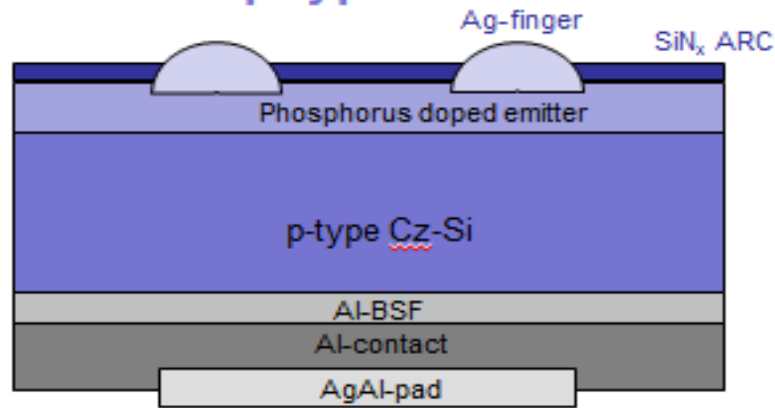 Ag-finger
SiNx ARC
Phosphorus doped emitter
p-type Cz-Si
Al-BSF
Al-contact
AgAl-pad